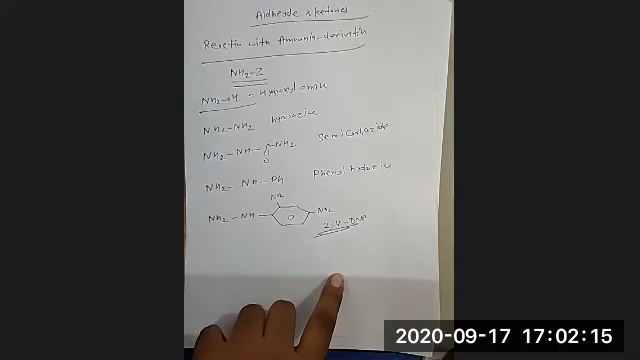 Aldheyde & ketones
Reaction with Ammonia-derivative
NH2-Z
NH2-OH - Hydroxyl amine
NH2-NH2 hydrazine
NH2-NH-C-NH2 Semicarbazide
O
NH2-NH-Ph Phenyl hydrazine
NO2
NH2-NH- -NO2
2,4-DNP
2020-09-17 17:02:15